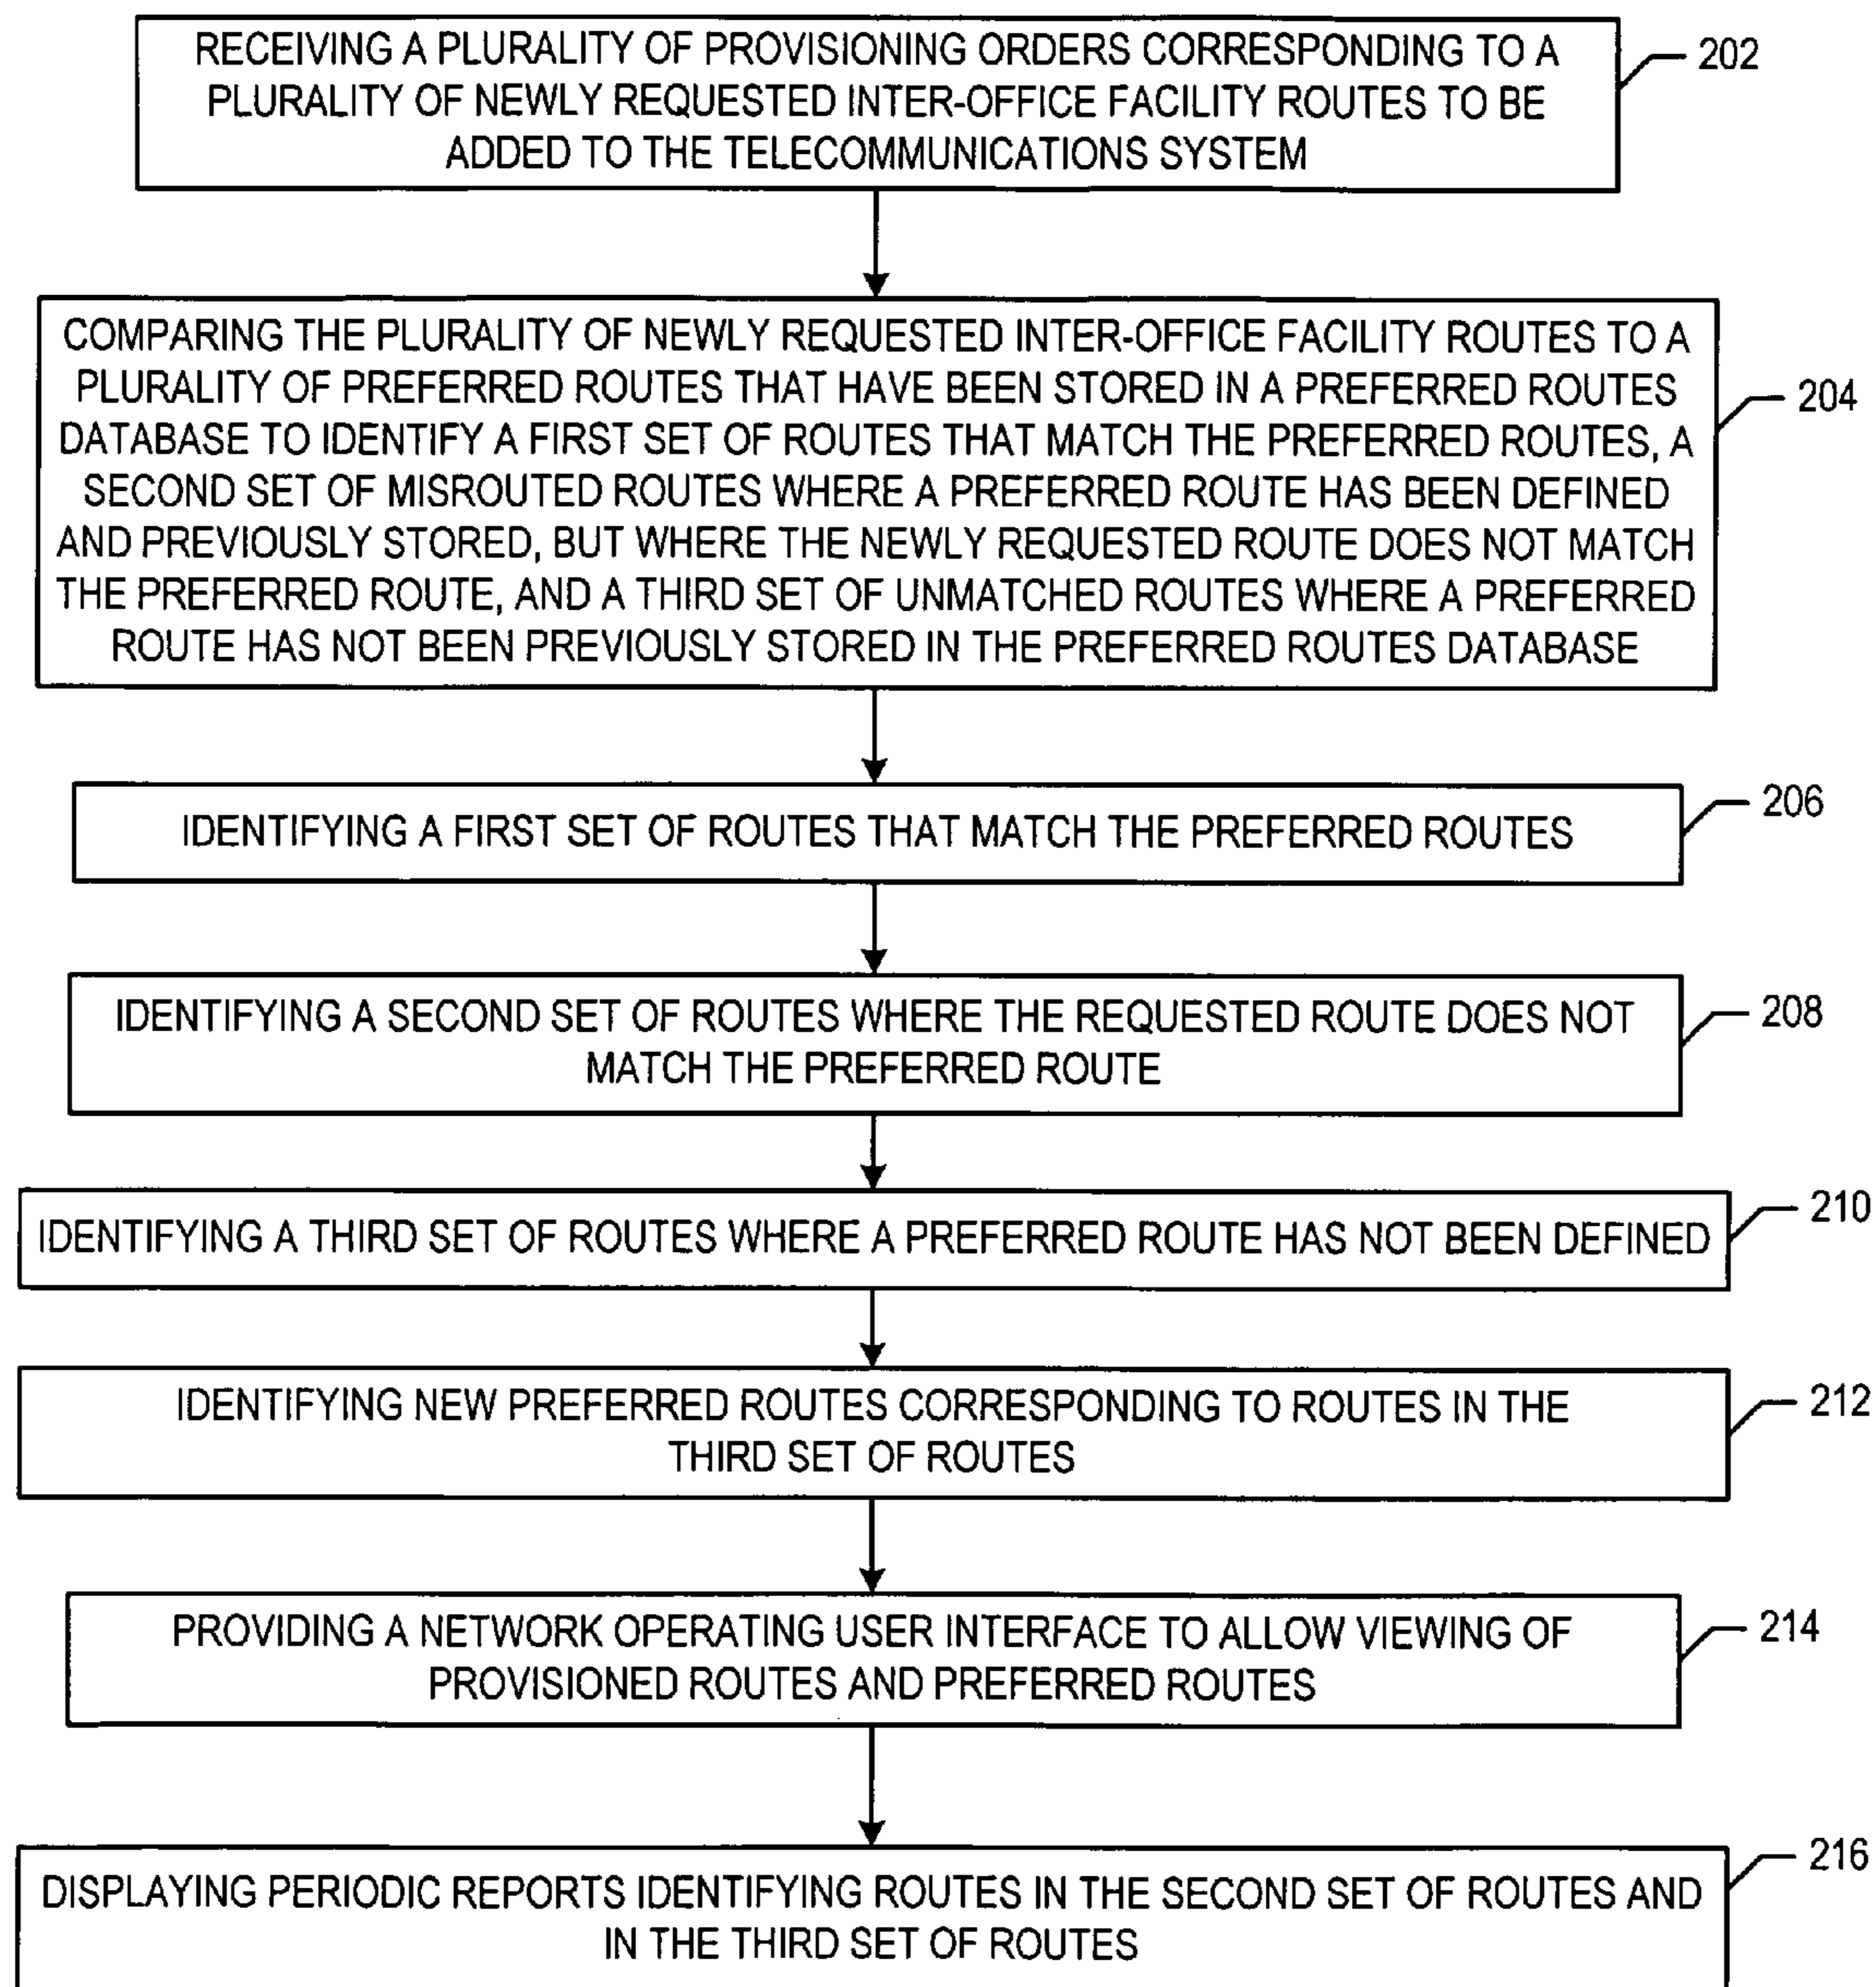 RECEIVING A PLURALITY OF PROVISIONING ORDERS CORRESPONDING TO A
PLURALITY OF NEWLY REQUESTED INTER-OFFICE FACILITY ROUTES TO BE
ADDED TO THE TELECOMMUNICATIONS SYSTEM
202
COMPARING THE PLURALITY OF NEWLY REQUESTED INTER-OFFICE FACILITY ROUTES TO A
PLURALITY OF PREFERRED ROUTES THAT HAVE BEEN STORED IN A PREFERRED ROUTES
DATABASE TO IDENTIFY A FIRST SET OF ROUTES THAT MATCH THE PREFERRED ROUTES, A
SECOND SET OF MISROUTED ROUTES WHERE A PREFERRED ROUTE HAS BEEN DEFINED
AND PREVIOUSLY STORED, BUT WHERE THE NEWLY REQUESTED ROUTE DOES NOT MATCH
THE PREFERRED ROUTE, AND A THIRD SET OF UNMATCHED ROUTES WHERE A PREFERRED
ROUTE HAS NOT BEEN PREVIOUSLY STORED IN THE PREFERRED ROUTES DATABASE
204
IDENTIFYING A FIRST SET OF ROUTES THAT MATCH THE PREFERRED ROUTES
206
IDENTIFYING A SECOND SET OF ROUTES WHERE THE REQUESTED ROUTE DOES NOT
MATCH THE PREFERRED ROUTE
208
IDENTIFYING A THIRD SET OF ROUTES WHERE A PREFERRED ROUTE HAS NOT BEEN DEFINED
210
IDENTIFYING NEW PREFERRED ROUTES CORRESPONDING TO ROUTES IN THE
THIRD SET OF ROUTES
212
PROVIDING A NETWORK OPERATING USER INTERFACE TO ALLOW VIEWING OF
PROVISIONED ROUTES AND PREFERRED ROUTES
214
DISPLAYING PERIODIC REPORTS IDENTIFYING ROUTES IN THE SECOND SET OF ROUTES AND
IN THE THIRD SET OF ROUTES
216